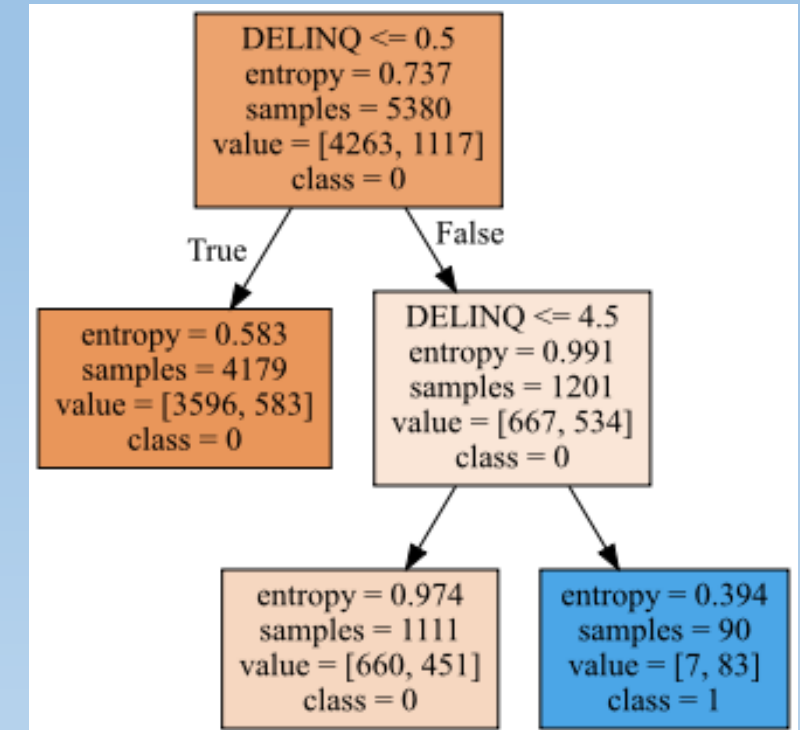 DELINQ <= 0.5
entropy = 0.737
samples = 5380
value = [4263, 1117]
class = 0
True
False
entropy = 0.583
samples = 4179
value = [3596, 583]
class = 0
DELINQ <= 4.5
entropy = 0.991
samples = 1201
value = [667, 534]
class = 0
entropy = 0.974
samples = 1111
value = [660, 451]
class = 0
entropy = 0.394
samples = 90
value = [7, 83]
class = 1